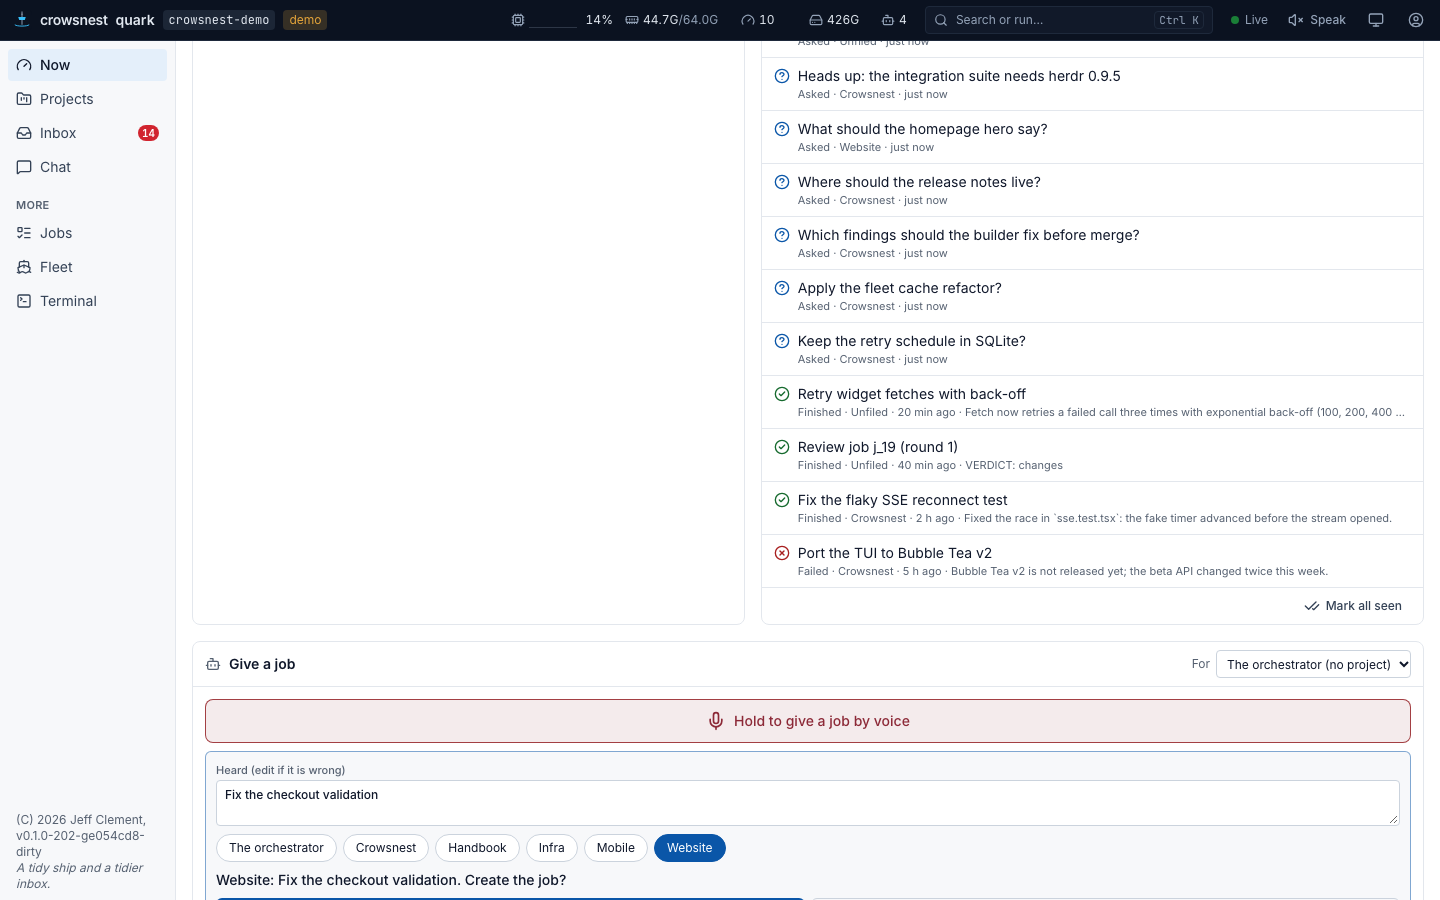 crowsnest quark crowsnest-demo demo 14% 44.7G/64.0G 10 426G 4 Search or run... Ctrl K Live Speak
Now
Projects
Inbox 14
Chat
MORE
Jobs
Fleet
Terminal
(C) 2026 Jeff Clement,
v0.1.0-202-ge054cd8-
dirty
A tidy ship and a tidier
inbox.
Asked · Unfiled · just now
Heads up: the integration suite needs herdr 0.9.5
Asked · Crowsnest · just now
What should the homepage hero say?
Asked · Website · just now
Where should the release notes live?
Asked · Crowsnest · just now
Which findings should the builder fix before merge?
Asked · Crowsnest · just now
Apply the fleet cache refactor?
Asked · Crowsnest · just now
Keep the retry schedule in SQLite?
Asked · Crowsnest · just now
Retry widget fetches with back-off
Finished · Unfiled · 20 min ago · Fetch now retries a failed call three times with exponential back-off (100, 200, 400 ...
Review job j_19 (round 1)
Finished · Unfiled · 40 min ago · VERDICT: changes
Fix the flaky SSE reconnect test
Finished · Crowsnest · 2 h ago · Fixed the race in `sse.test.tsx`: the fake timer advanced before the stream opened.
Port the TUI to Bubble Tea v2
Failed · Crowsnest · 5 h ago · Bubble Tea v2 is not released yet; the beta API changed twice this week.
Mark all seen
Give a job For The orchestrator (no project)
Hold to give a job by voice
Heard (edit if it is wrong)
Fix the checkout validation
The orchestrator Crowsnest Handbook Infra Mobile Website
Website: Fix the checkout validation. Create the job?